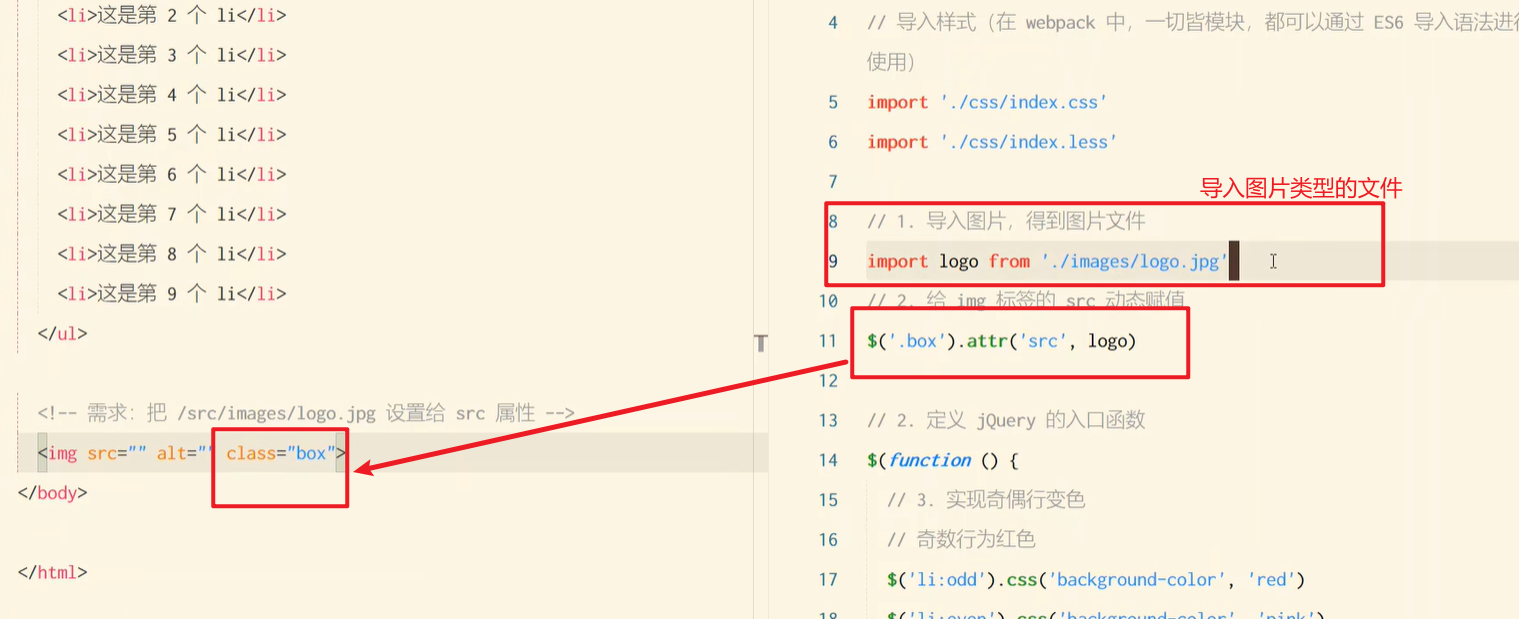 <li>这是第 2 个 li</li>
<li>这是第 3 个 li</li>
<li>这是第 4 个 li</li>
<li>这是第 5 个 li</li>
<li>这是第 6 个 li</li>
<li>这是第 7 个 li</li>
<li>这是第 8 个 li</li>
<li>这是第 9 个 li</li>
</ul>
<!-- 需求: 把 /src/images/logo.jpg 设置给 src 属性 -->
<img src="" alt="" class="box">
</body>
</html>
4 // 导入样式（在 webpack 中，一切皆模块，都可以通过 ES6 导入语法进行
使用）
5 import './css/index.css'
6 import './css/index.less'
7
导入图片类型的文件
8 // 1. 导入图片，得到图片文件
9 import logo from './images/logo.jpg'
10 // 2. 给 img 标签的 src 动态赋值
11 $('.box').attr('src', logo)
12
13 // 2. 定义 jQuery 的入口函数
14 $(function () {
15 // 3. 实现奇偶行变色
16 // 奇数行为红色
17 $('li:odd').css('background-color', 'red')
18 $('li:even').css('background-color', 'pink')